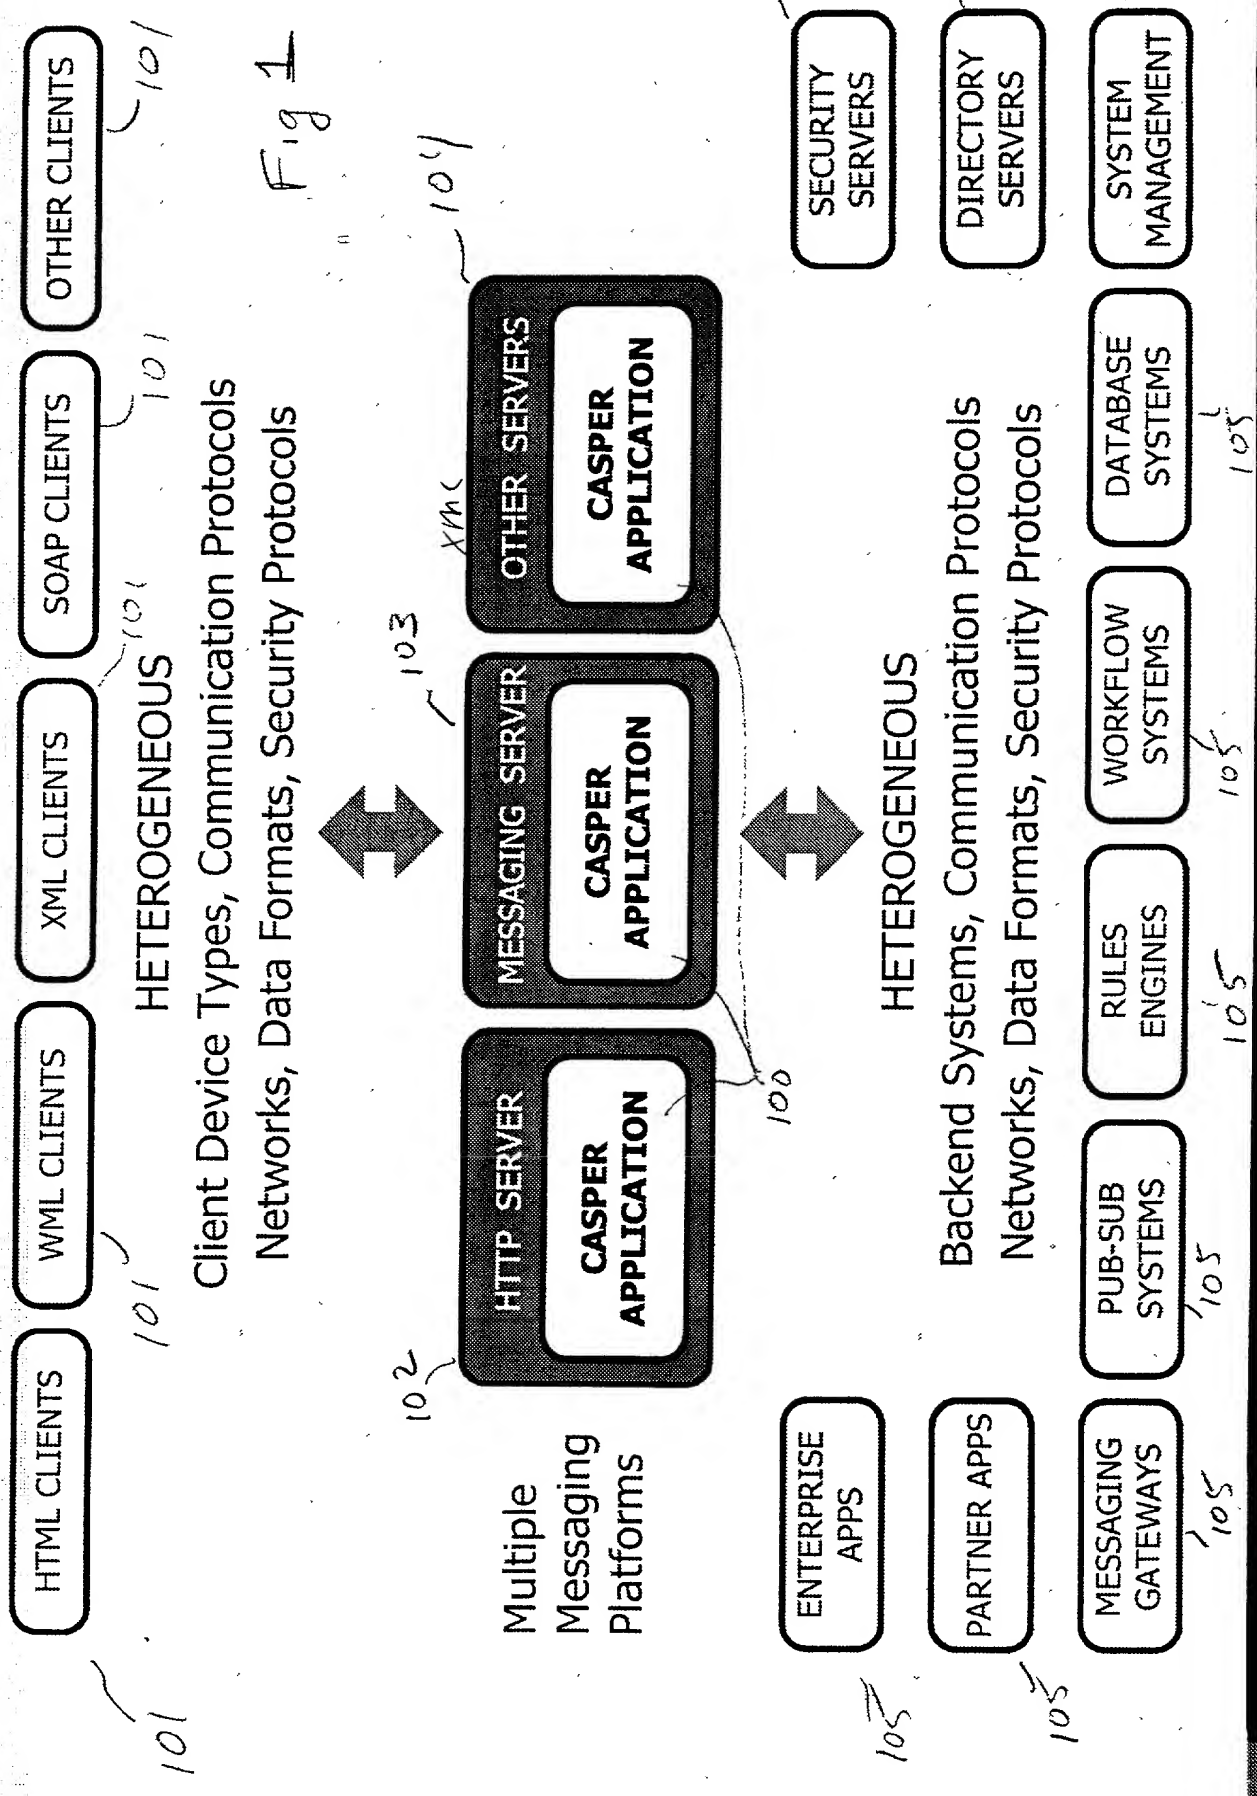 HTML CLIENTS
WML CLIENTS
XML CLIENTS
SOAP CLIENTS
OTHER CLIENTS
101
101
101
101
101
HETEROGENEOUS
Client Device Types, Communication Protocols
Networks, Data Formats, Security Protocols
Fig 1
102
103
104
Multiple
Messaging
Platforms
HTTP SERVER
CASPER
APPLICATION
MESSAGING SERVER
CASPER
APPLICATION
OTHER SERVERS
CASPER
APPLICATION
100
HETEROGENEOUS
Backend Systems, Communication Protocols
Networks, Data Formats, Security Protocols
ENTERPRISE
APPS
105
PARTNER APPS
105
SECURITY
SERVERS
DIRECTORY
SERVERS
MESSAGING
GATEWAYS
PUB-SUB
SYSTEMS
RULES
ENGINES
WORKFLOW
SYSTEMS
DATABASE
SYSTEMS
SYSTEM
MANAGEMENT
105
105
105
105
105